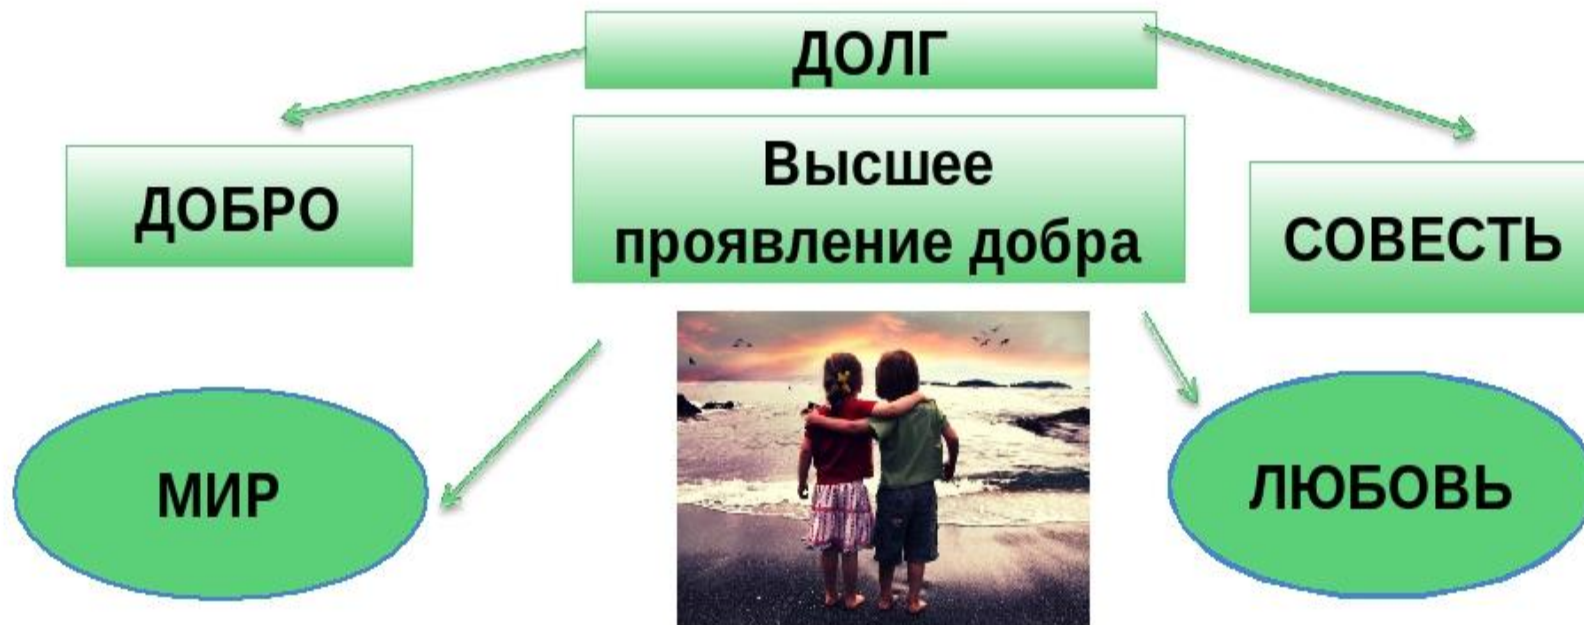 ДОЛГ
Высшее
проявление добра
ДОБРО
СОВЕСТЬ
МИР
ЛЮБОВЬ